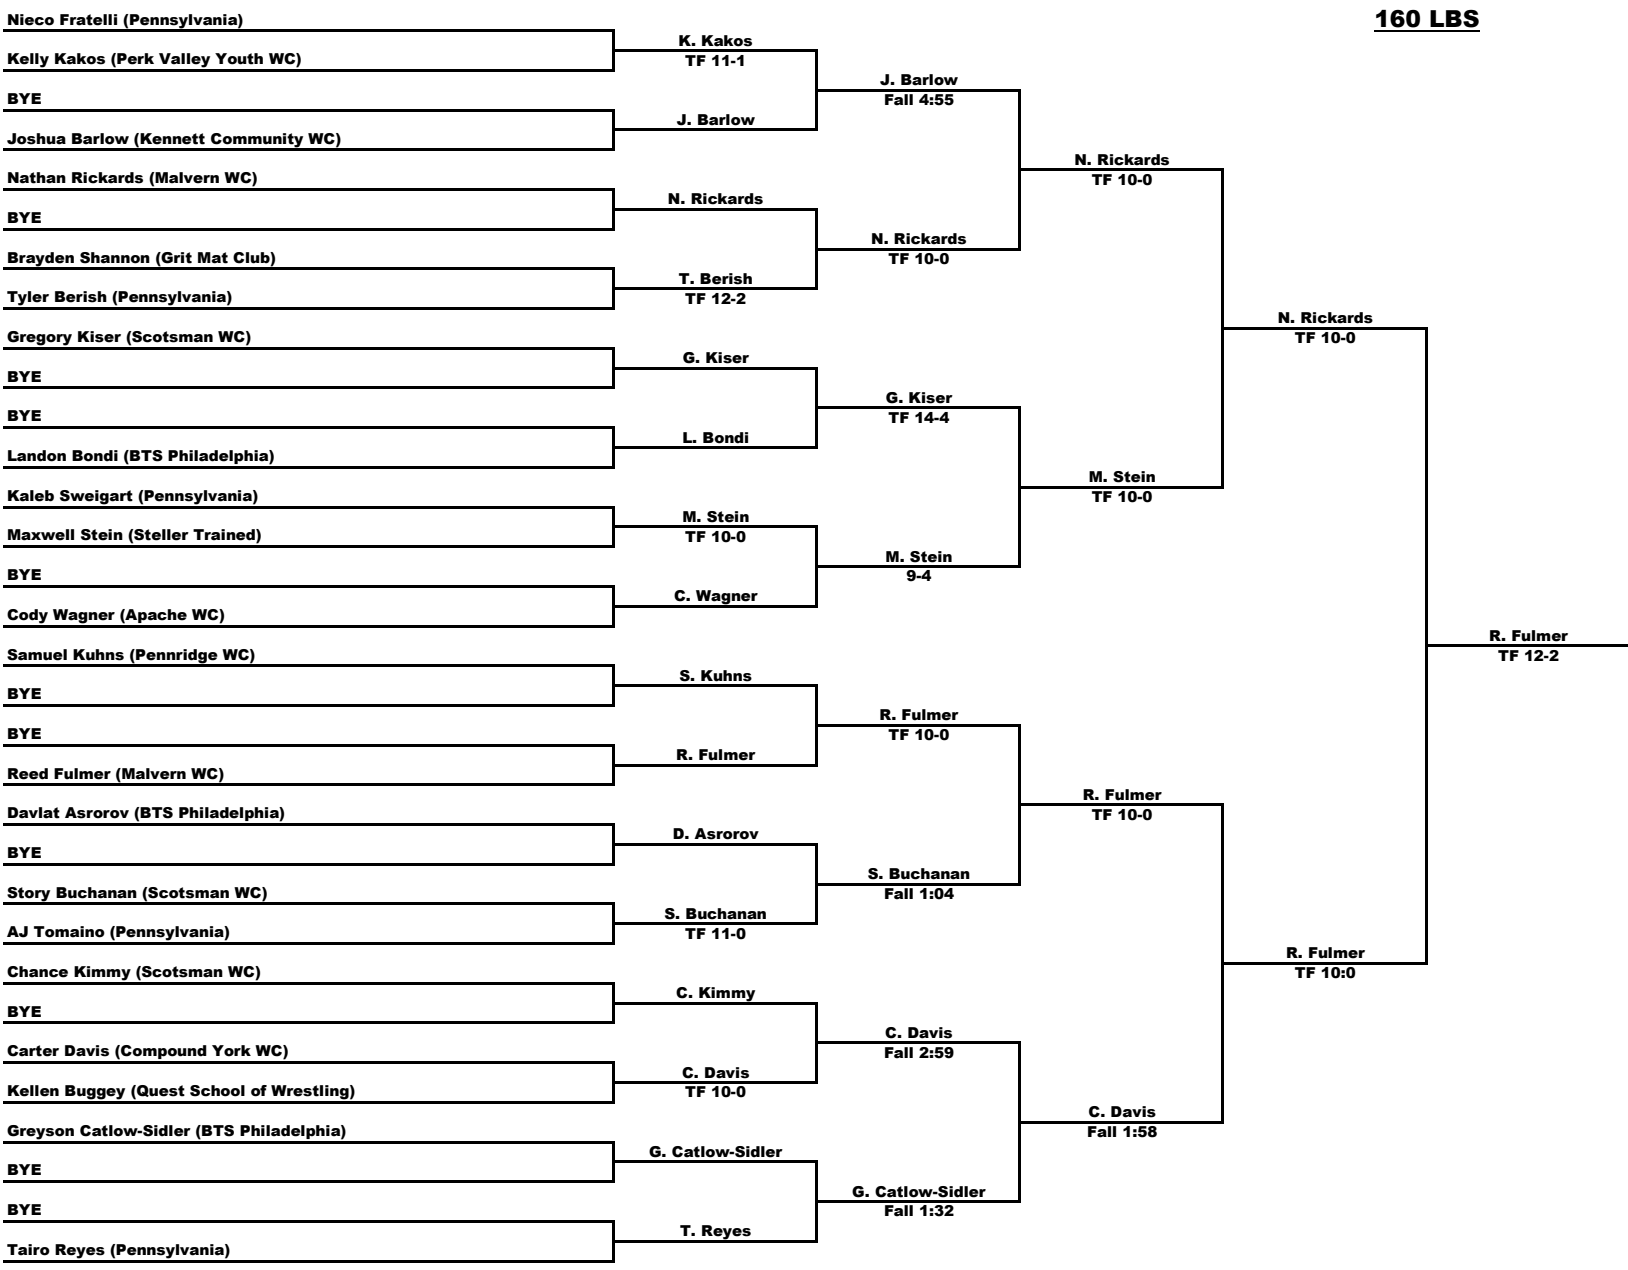 160 LBS
Nieco Fratelli (Pennsylvania)
Kelly Kakos (Perk Valley Youth WC)
BYE
Joshua Barlow (Kennett Community WC)
Nathan Rickards (Malvern WC)
BYE
Brayden Shannon (Grit Mat Club)
Tyler Berish (Pennsylvania)
Gregory Kiser (Scotsman WC)
BYE
BYE
Landon Bondi (BTS Philadelphia)
Kaleb Sweigart (Pennsylvania)
Maxwell Stein (Steller Trained)
BYE
Cody Wagner (Apache WC)
Samuel Kuhns (Pennridge WC)
BYE
BYE
Reed Fulmer (Malvern WC)
Davlat Asrorov (BTS Philadelphia)
BYE
Story Buchanan (Scotsman WC)
AJ Tomaino (Pennsylvania)
Chance Kimmy (Scotsman WC)
BYE
Carter Davis (Compound York WC)
Kellen Buggey (Quest School of Wrestling)
Greyson Catlow-Sidler (BTS Philadelphia)
BYE
BYE
Tairo Reyes (Pennsylvania)
K. Kakos
TF 11-1
J. Barlow
N. Rickards
T. Berish
TF 12-2
G. Kiser
L. Bondi
M. Stein
TF 10-0
C. Wagner
S. Kuhns
R. Fulmer
D. Asrorov
S. Buchanan
TF 11-0
C. Kimmy
C. Davis
TF 10-0
G. Catlow-Sidler
T. Reyes
J. Barlow
Fall 4:55
N. Rickards
TF 10-0
G. Kiser
TF 14-4
M. Stein
9-4
R. Fulmer
TF 10-0
S. Buchanan
Fall 1:04
C. Davis
Fall 2:59
G. Catlow-Sidler
Fall 1:32
N. Rickards
TF 10-0
M. Stein
TF 10-0
R. Fulmer
TF 10-0
C. Davis
Fall 1:58
N. Rickards
TF 10-0
R. Fulmer
TF 10:0
R. Fulmer
TF 12-2